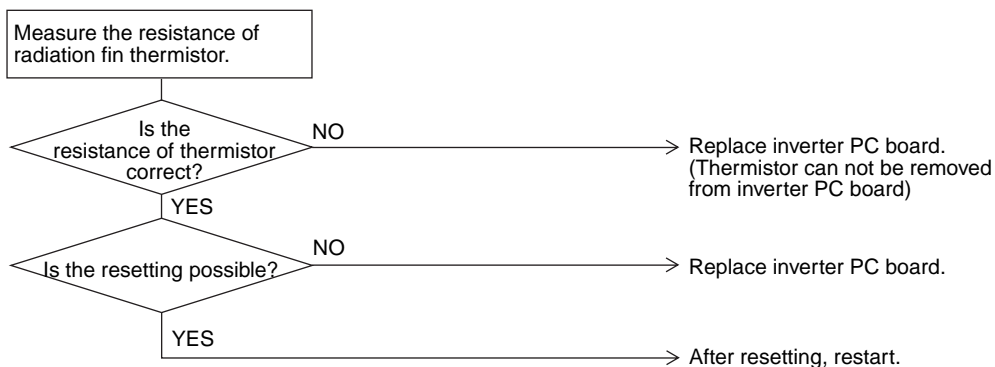 Measure the resistance of
radiation fin thermistor.
Is the
resistance of thermistor
correct?
NO
Replace inverter PC board.
(Thermistor can not be removed
from inverter PC board)
YES
Is the resetting possible?
NO
Replace inverter PC board.
YES
After resetting, restart.